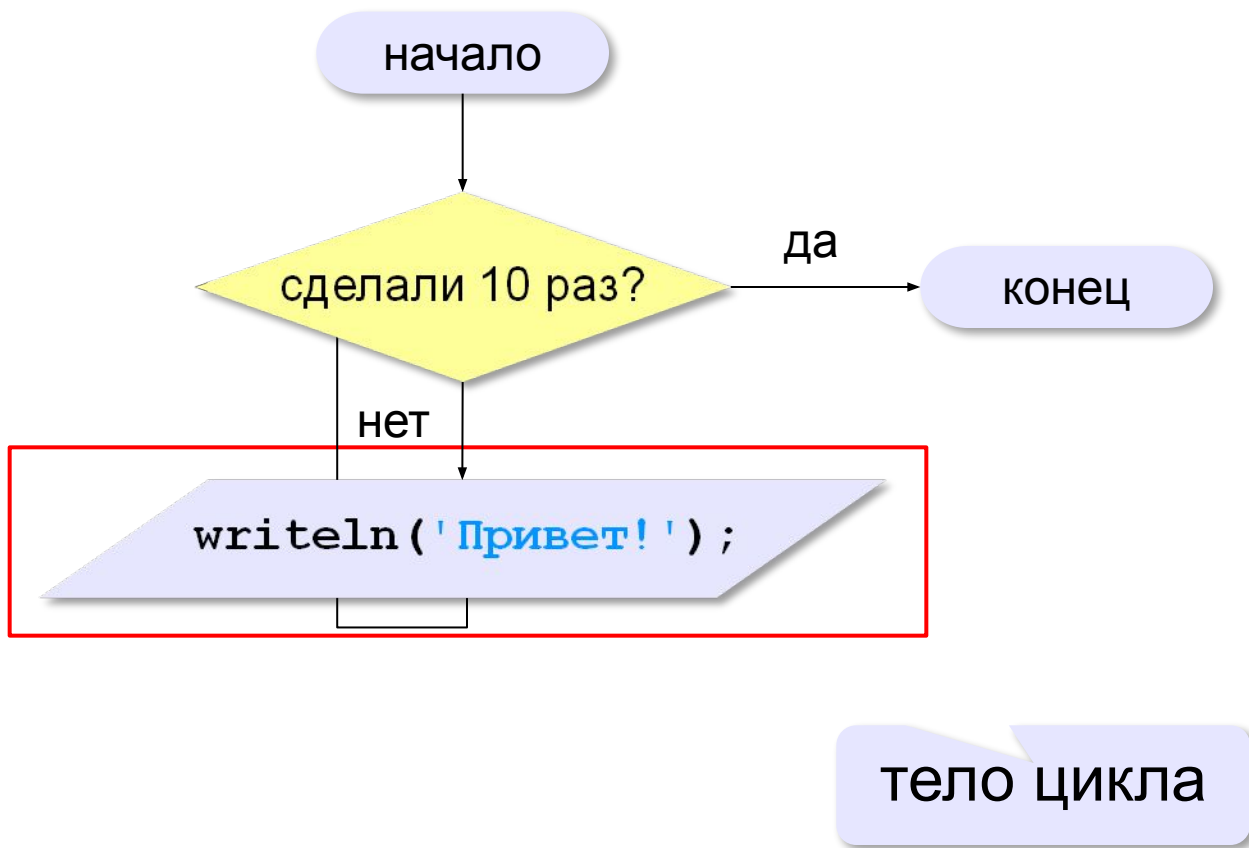 начало
сделали 10 раз?
да
конец
нет
writeln('Привет!');
тело цикла